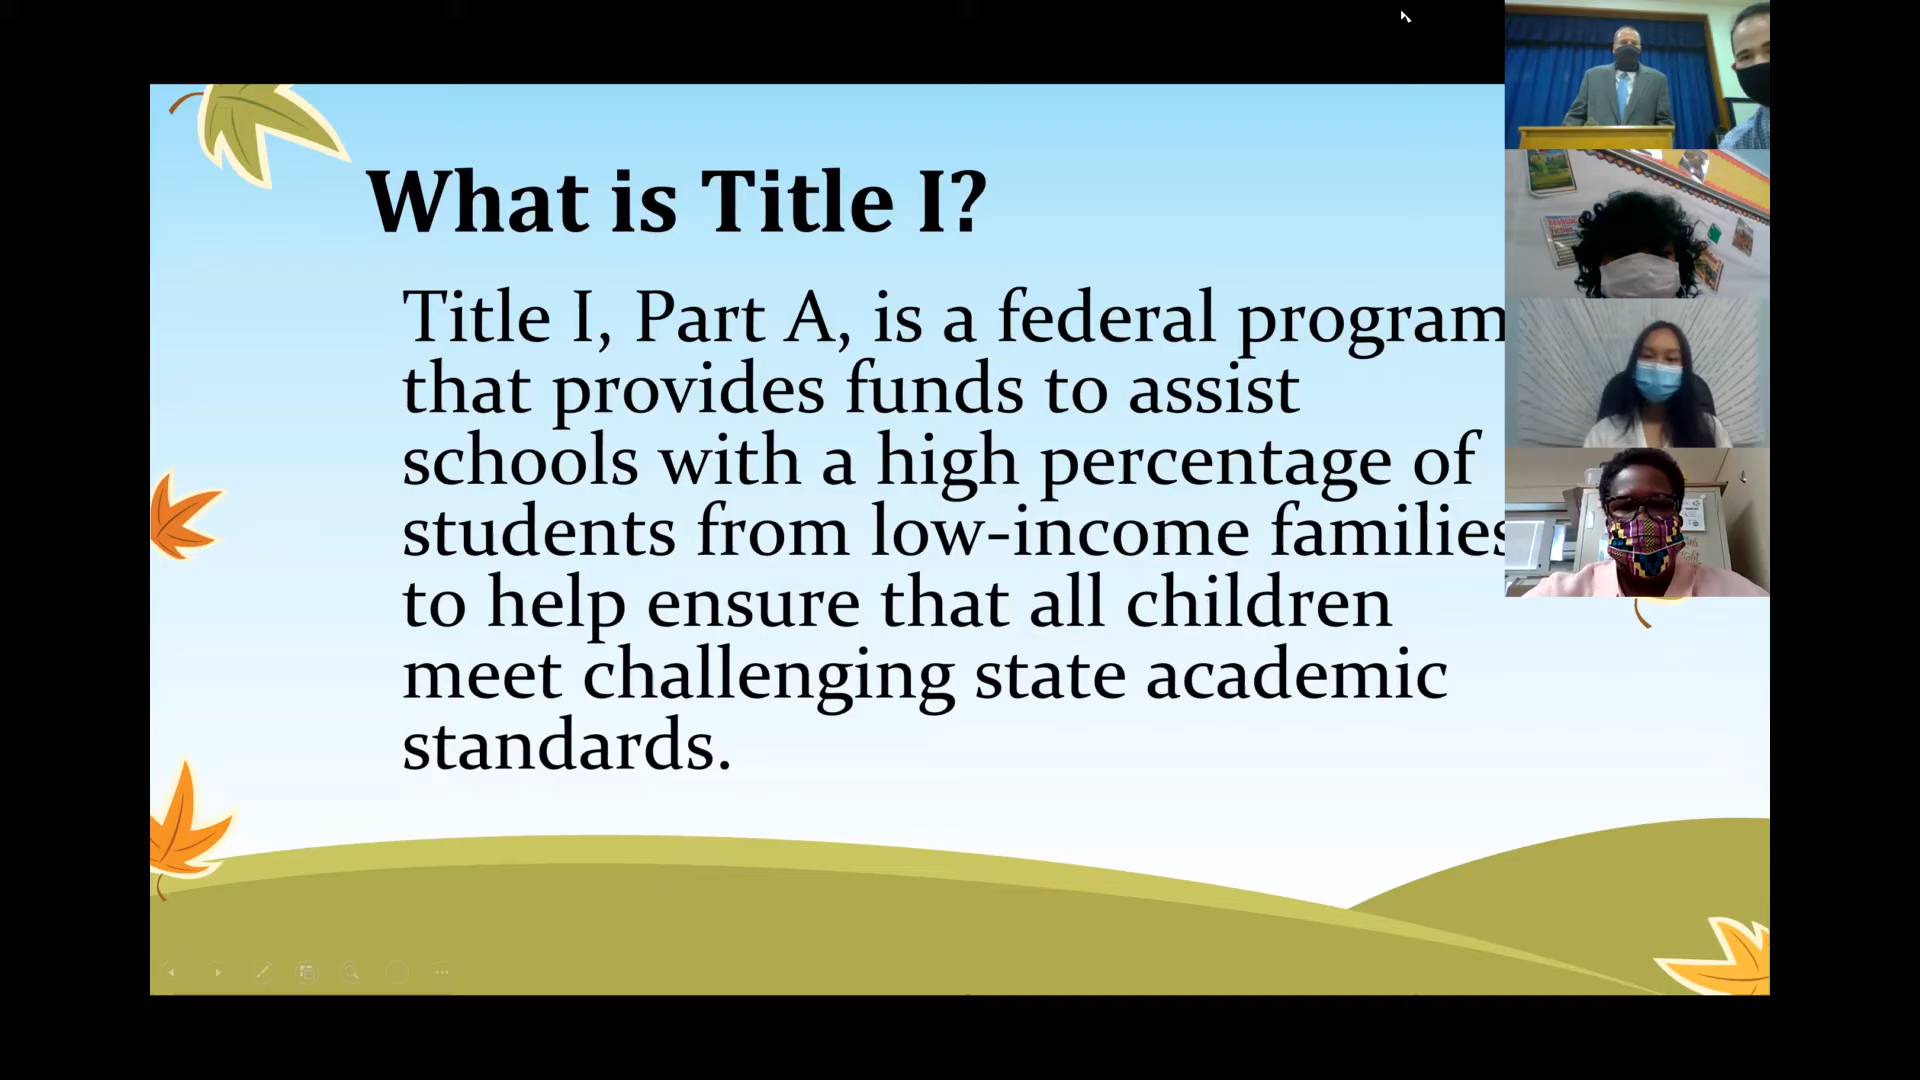 What is Title I?
Title I, Part A, is a federal program
that provides funds to assist
schools with a high percentage of
students from low-income families
to help ensure that all children
meet challenging state academic
standards.